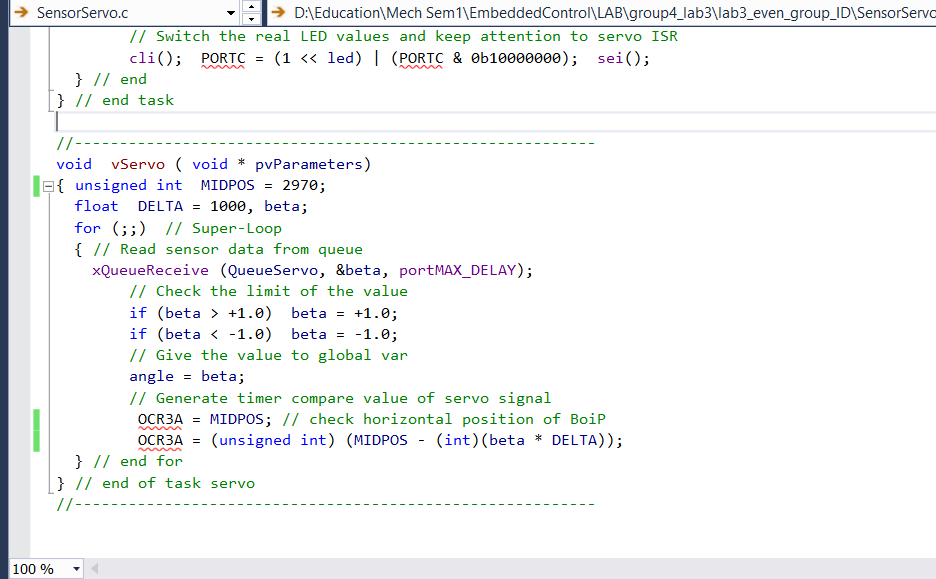 SensorServo.c D:\Education\Mech Sem1\EmbeddedControl\LAB\group4_lab3\lab3_even_group_ID\SensorServo
// Switch the real LED values and keep attention to servo ISR
cli(); PORTC = (1 << led) | (PORTC & 0b10000000); sei();
} // end
} // end task
//----------------------------------------------------------
void vServo ( void * pvParameters)
{ unsigned int MIDPOS = 2970;
float DELTA = 1000, beta;
for (;;) // Super-Loop
{ // Read sensor data from queue
xQueueReceive (QueueServo, &beta, portMAX_DELAY);
// Check the limit of the value
if (beta > +1.0) beta = +1.0;
if (beta < -1.0) beta = -1.0;
// Give the value to global var
angle = beta;
// Generate timer compare value of servo signal
OCR3A = MIDPOS; // check horizontal position of BoiP
OCR3A = (unsigned int) (MIDPOS - (int)(beta * DELTA));
} // end for
} // end of task servo
//----------------------------------------------------------
100 %